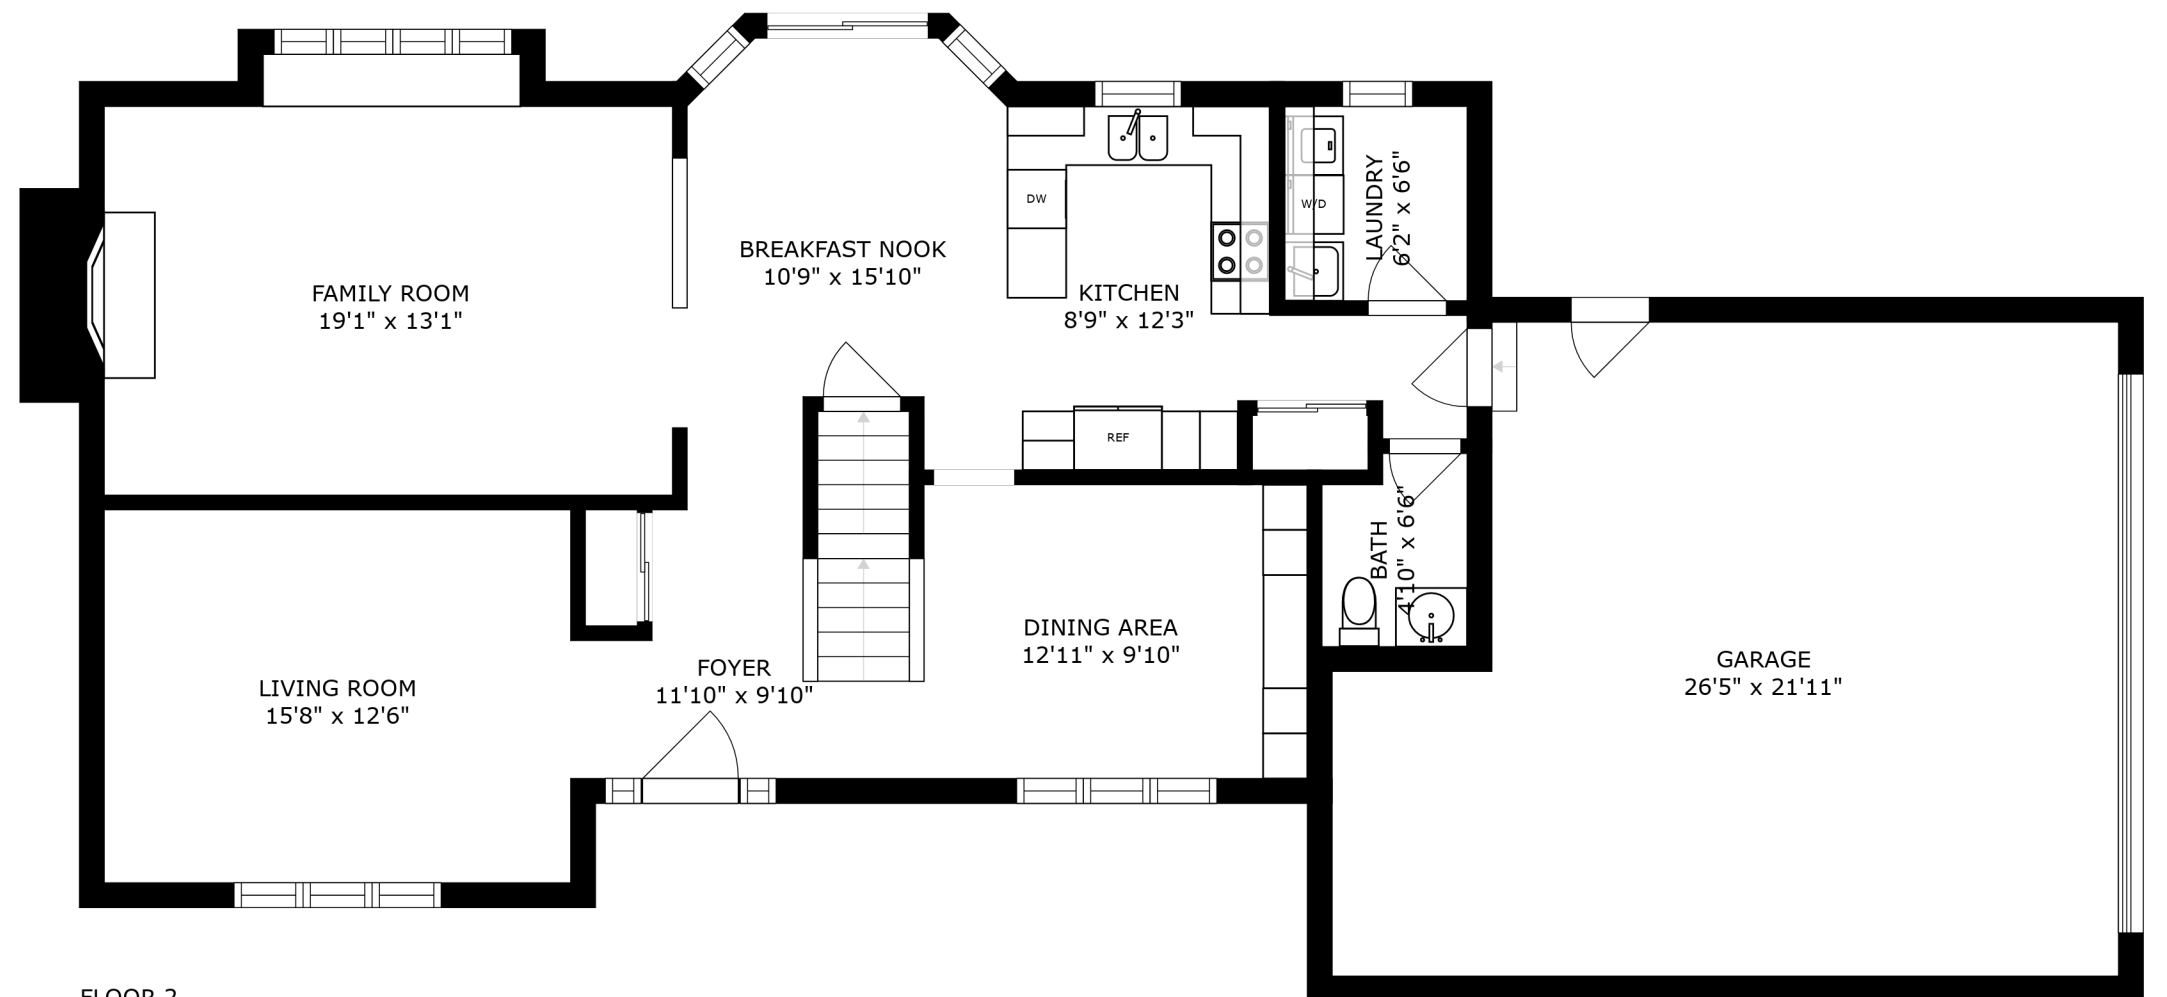 FAMILY ROOM
19'1" x 13'1"
BREAKFAST NOOK
10'9" x 15'10"
DW
KITCHEN
8'9" x 12'3"
REF
W/D
LAUNDRY
6'2" x 6'6"
BATH
4'10" x 6'6"
DINING AREA
12'11" x 9'10"
FOYER
11'10" x 9'10"
LIVING ROOM
15'8" x 12'6"
GARAGE
26'5" x 21'11"
FLOOR 2